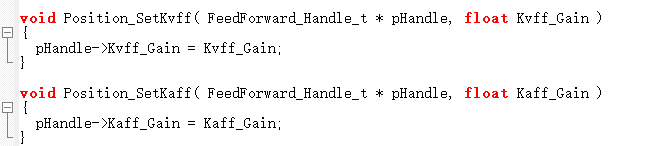 void Position_SetKvff( FeedForward_Handle_t * pHandle, float Kvff_Gain )
{
  pHandle->Kvff_Gain = Kvff_Gain;
}
void Position_SetKaff( FeedForward_Handle_t * pHandle, float Kaff_Gain )
{
  pHandle->Kaff_Gain = Kaff_Gain;
}